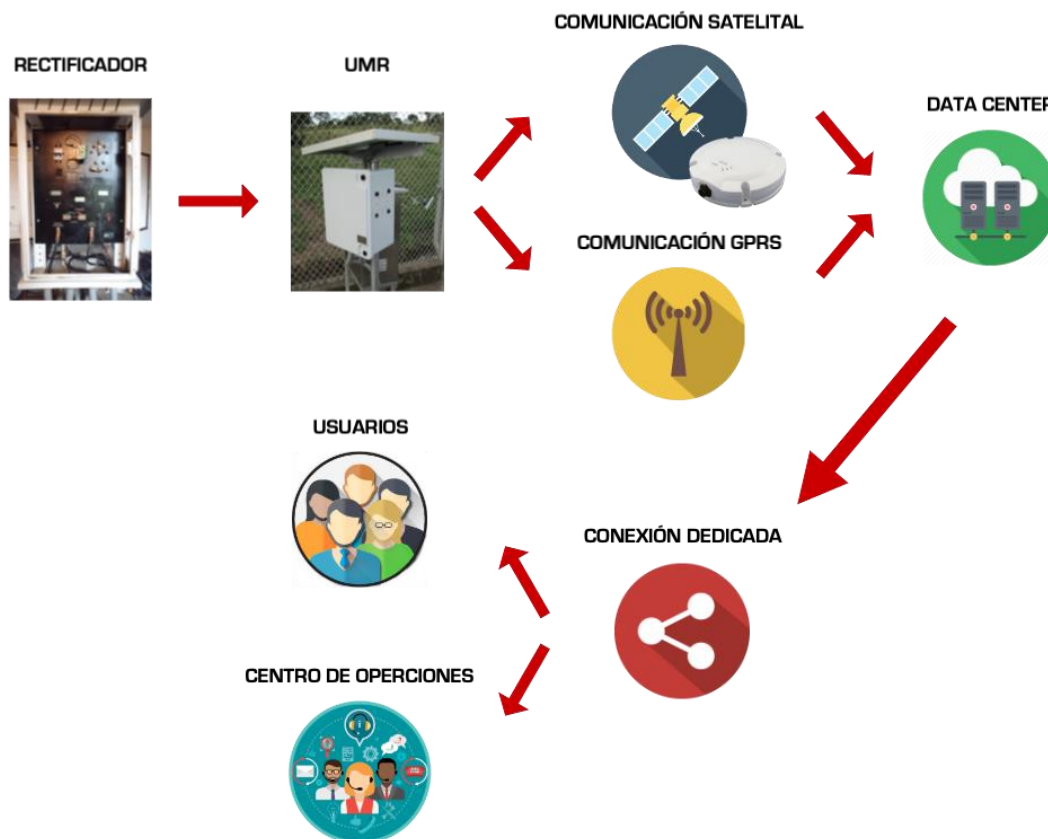 COMUNICACIÓN SATELITAL
RECTIFICADOR
UMR
DATA CENTER
COMUNICACIÓN GPRS
USUARIOS
CONEXIÓN DEDICADA
CENTRO DE OPERCIONES